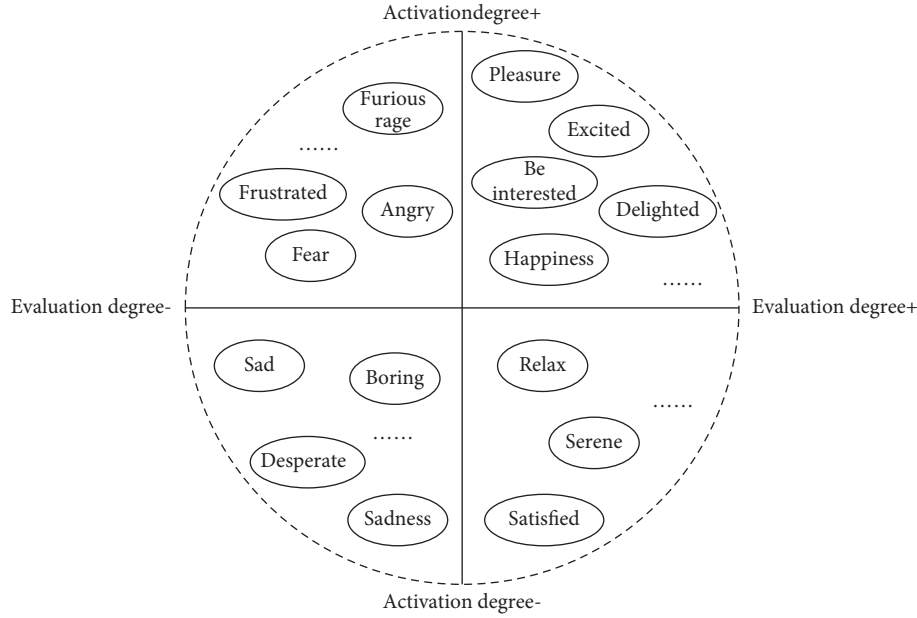 Activationdegree+
Pleasure
Furious
rage
Excited
......
Be
interested
Frustrated
Angry
Delighted
Fear
Happiness
......
Evaluation degree-
Evaluation degree+
Sad
Boring
Relax
......
......
Serene
Desperate
Sadness
Satisfied
Activation degree-